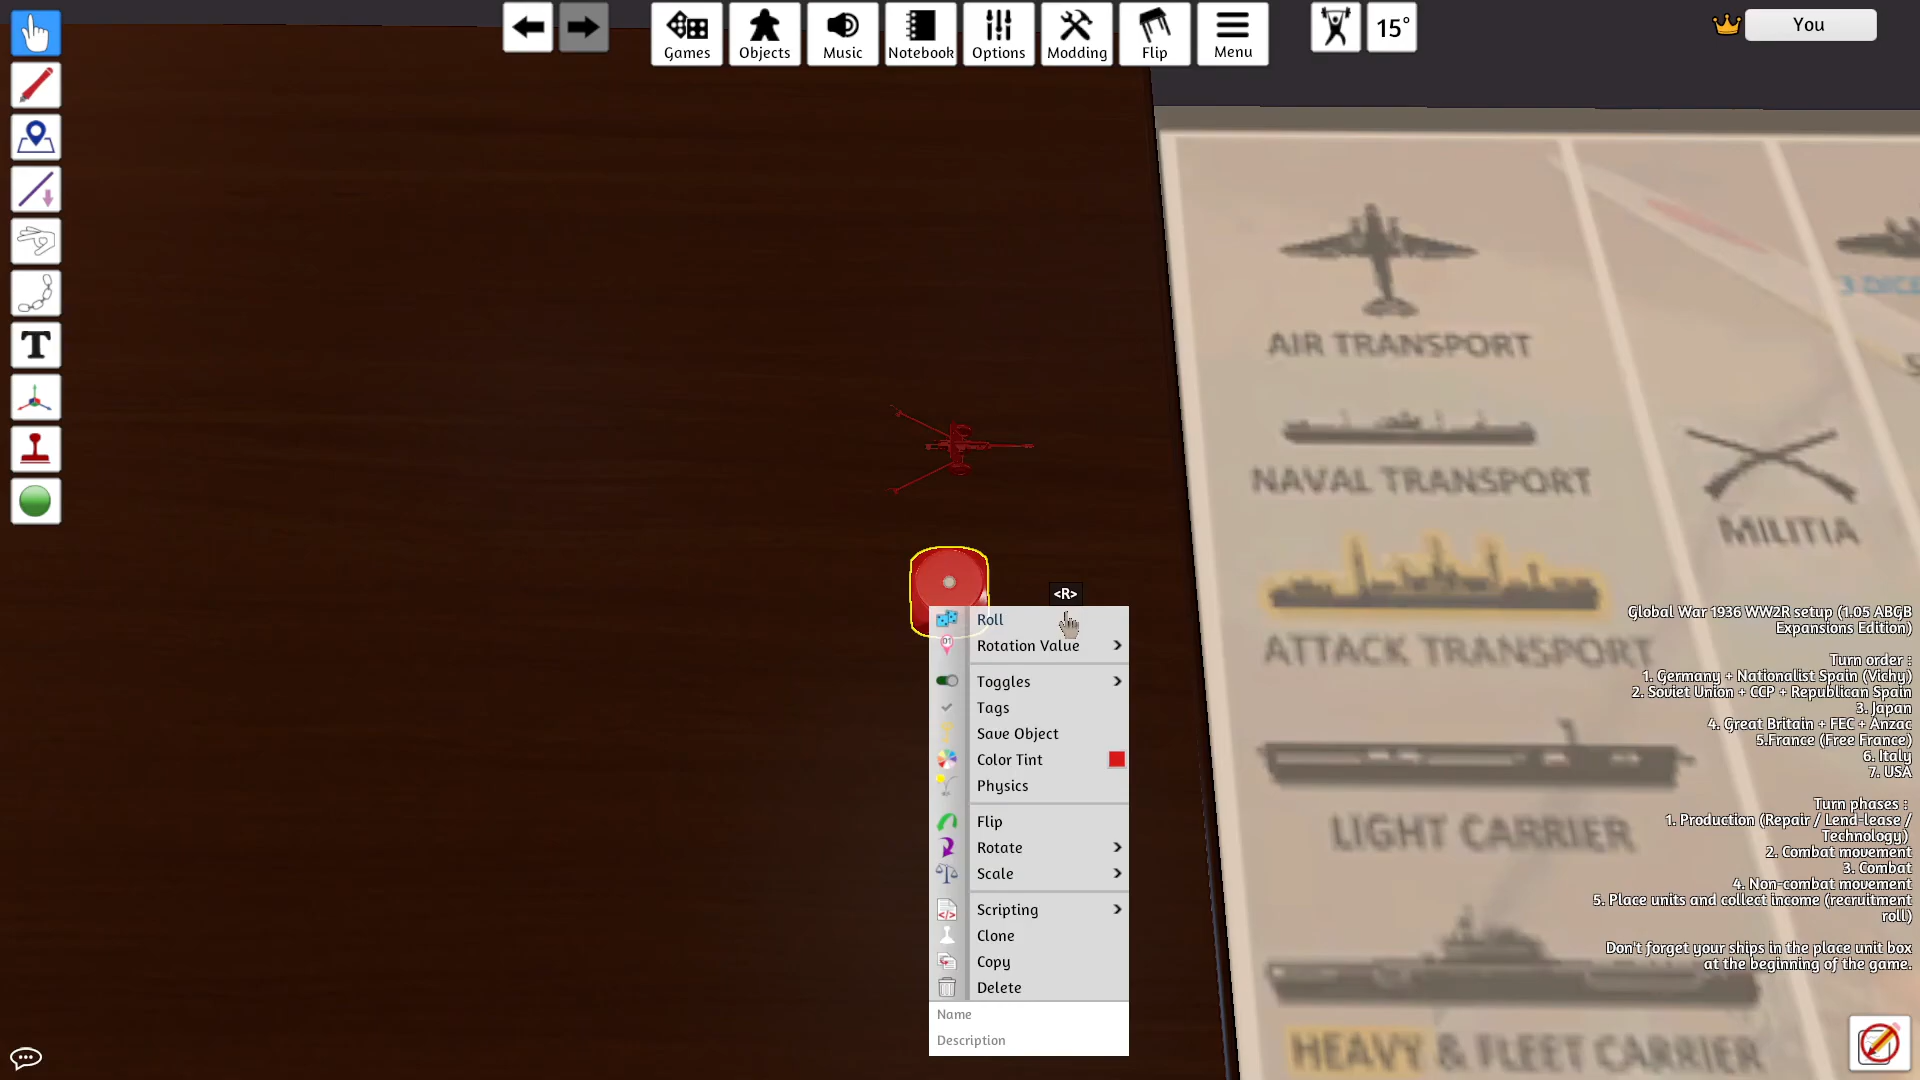 Games
Objects
Music
Notebook
Options
Modding
Flip
Menu
15°
You
AIR TRANSPORT
3 DICE
NAVAL TRANSPORT
MILITIA
ATTACK TRANSPORT
LIGHT CARRIER
HEAVY & FLEET CARRIER
<R>
Roll
01
Rotation Value
Toggles
Tags
Save Object
Color Tint
Physics
Flip
Rotate
Scale
Scripting
Clone
Copy
Delete
Name
Description
Global War 1936 WW2R setup (1.05 ABGB
Expansions Edition)
Turn order :
1. Germany + Nationalist Spain (Vichy)
2. Soviet Union + CCP + Republican Spain
3. Japan
4. Great Britain + FEC + Anzac
5.France (Free France)
6. Italy
7. USA
Turn phases :
1. Production (Repair / Lend-lease /
Technology)
2. Combat movement
3. Combat
4. Non-combat movement
5. Place units and collect income (recruitment
roll)
Don't forget your ships in the place unit box
at the beginning of the game.